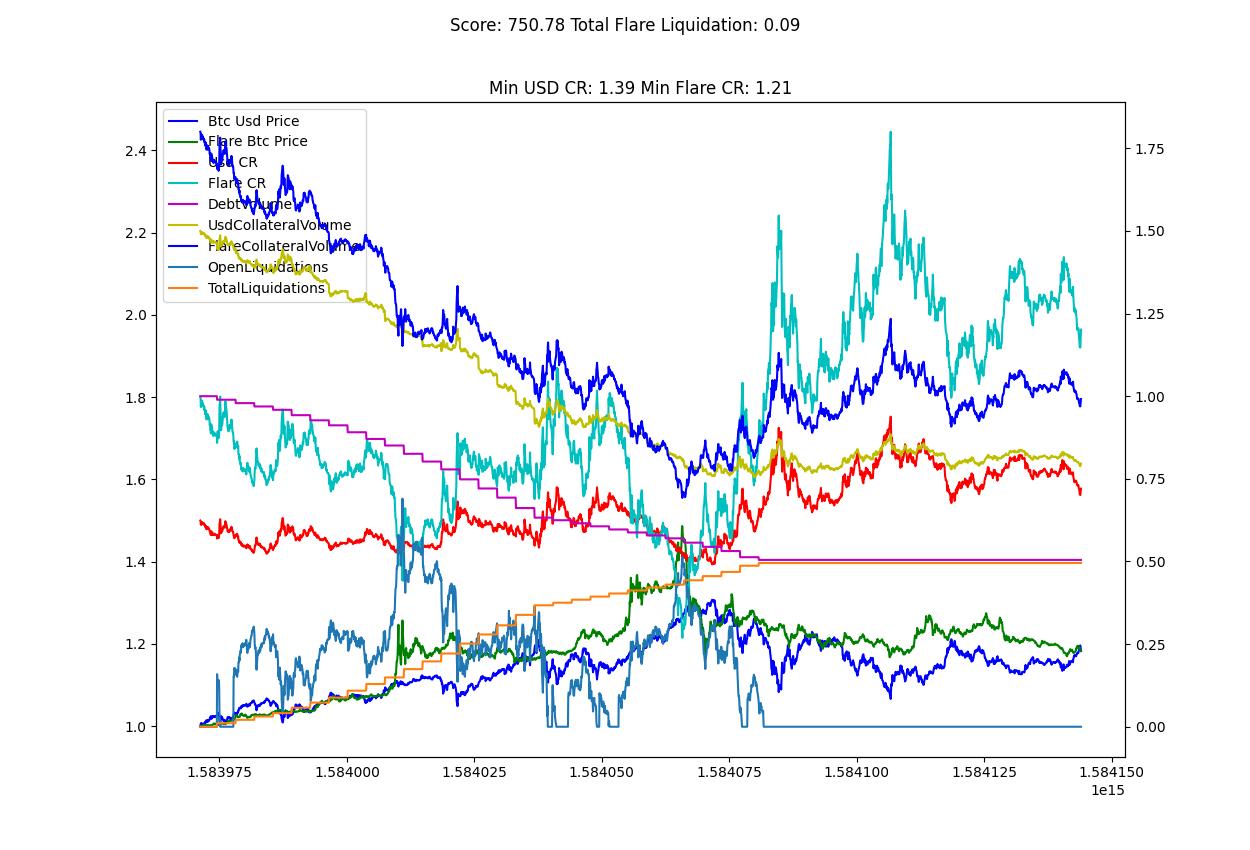 Score: 750.78 Total Flare Liquidation: 0.09
Min USD CR: 1.39 Min Flare CR: 1.21
Btc Usd Price
Flare Btc Price
Usd CR
Flare CR
DebtVolume
UsdCollateralVolume
FlareCollateralVolume
OpenLiquidations
TotalLiquidations
2.4
2.2
2.0
1.8
1.6
1.4
1.2
1.0
1.75
1.50
1.25
1.00
0.75
0.50
0.25
0.00
1.583975 1.584000 1.584025 1.584050 1.584075 1.584100 1.584125 1.584150
1e15